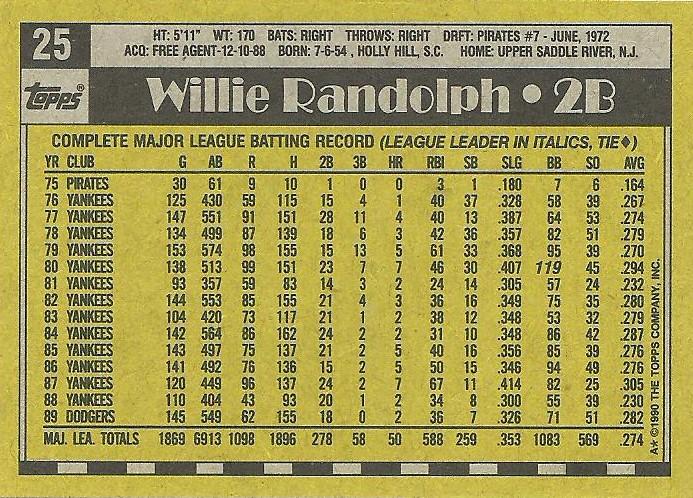 25
HT: 5'11" WT: 170 BATS: RIGHT THROWS: RIGHT DRFT: PIRATES #7 - JUNE, 1972
ACQ: FREE AGENT-12-10-88 BORN: 7-6-54 , HOLLY HILL, S.C. HOME: UPPER SADDLE RIVER, N.J.
TOPPS®
Willie Randolph • 2B
COMPLETE MAJOR LEAGUE BATTING RECORD (LEAGUE LEADER IN ITALICS, TIE♦)
YR CLUB G AB R H 2B 3B HR RBI SB SLG BB SO AVG
75 PIRATES 30 61 9 10 1 0 0 3 1 .180 7 6 .164
76 YANKEES 125 430 59 115 15 4 1 40 37 .328 58 39 .267
77 YANKEES 147 551 91 151 28 11 4 40 13 .387 64 53 .274
78 YANKEES 134 499 87 139 18 6 3 42 36 .357 82 51 .279
79 YANKEES 153 574 98 155 15 13 5 61 33 .368 95 39 .270
80 YANKEES 138 513 99 151 23 7 7 46 30 .407 119 45 .294
81 YANKEES 93 357 59 83 14 3 2 24 14 .305 57 24 .232
82 YANKEES 144 553 85 155 21 4 3 36 16 .349 75 35 .280
83 YANKEES 104 420 73 117 21 1 2 38 12 .348 53 32 .279
84 YANKEES 142 564 86 162 24 2 2 31 10 .348 86 42 .287
85 YANKEES 143 497 75 137 21 2 5 40 16 .356 85 39 .276
86 YANKEES 141 492 76 136 15 2 5 50 15 .346 94 49 .276
87 YANKEES 120 449 96 137 24 2 7 67 11 .414 82 25 .305
88 YANKEES 110 404 43 93 20 1 2 34 8 .300 55 39 .230
89 DODGERS 145 549 62 155 18 0 2 36 7 .326 71 51 .282
MAJ. LEA. TOTALS 1869 6913 1098 1896 278 58 50 588 259 .353 1083 569 .274
A★ ©1990 THE TOPPS COMPANY, INC.